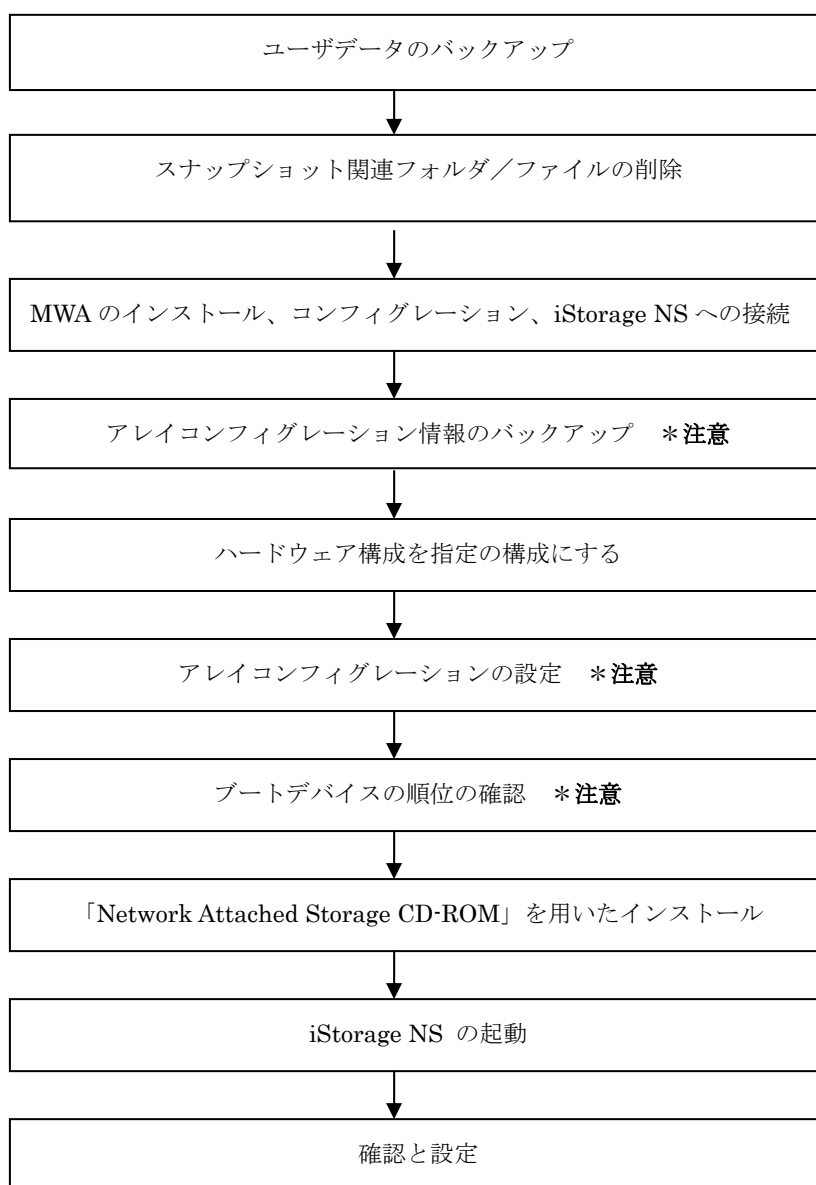 ユーザデータのバックアップ
スナップショット関連フォルダ／ファイルの削除
MWA のインストール、コンフィグレーション、iStorage NS への接続
アレイコンフィグレーション情報のバックアップ　＊注意
ハードウェア構成を指定の構成にする
アレイコンフィグレーションの設定　＊注意
ブートデバイスの順位の確認　＊注意
「Network Attached Storage CD-ROM」を用いたインストール
iStorage NS の起動
確認と設定